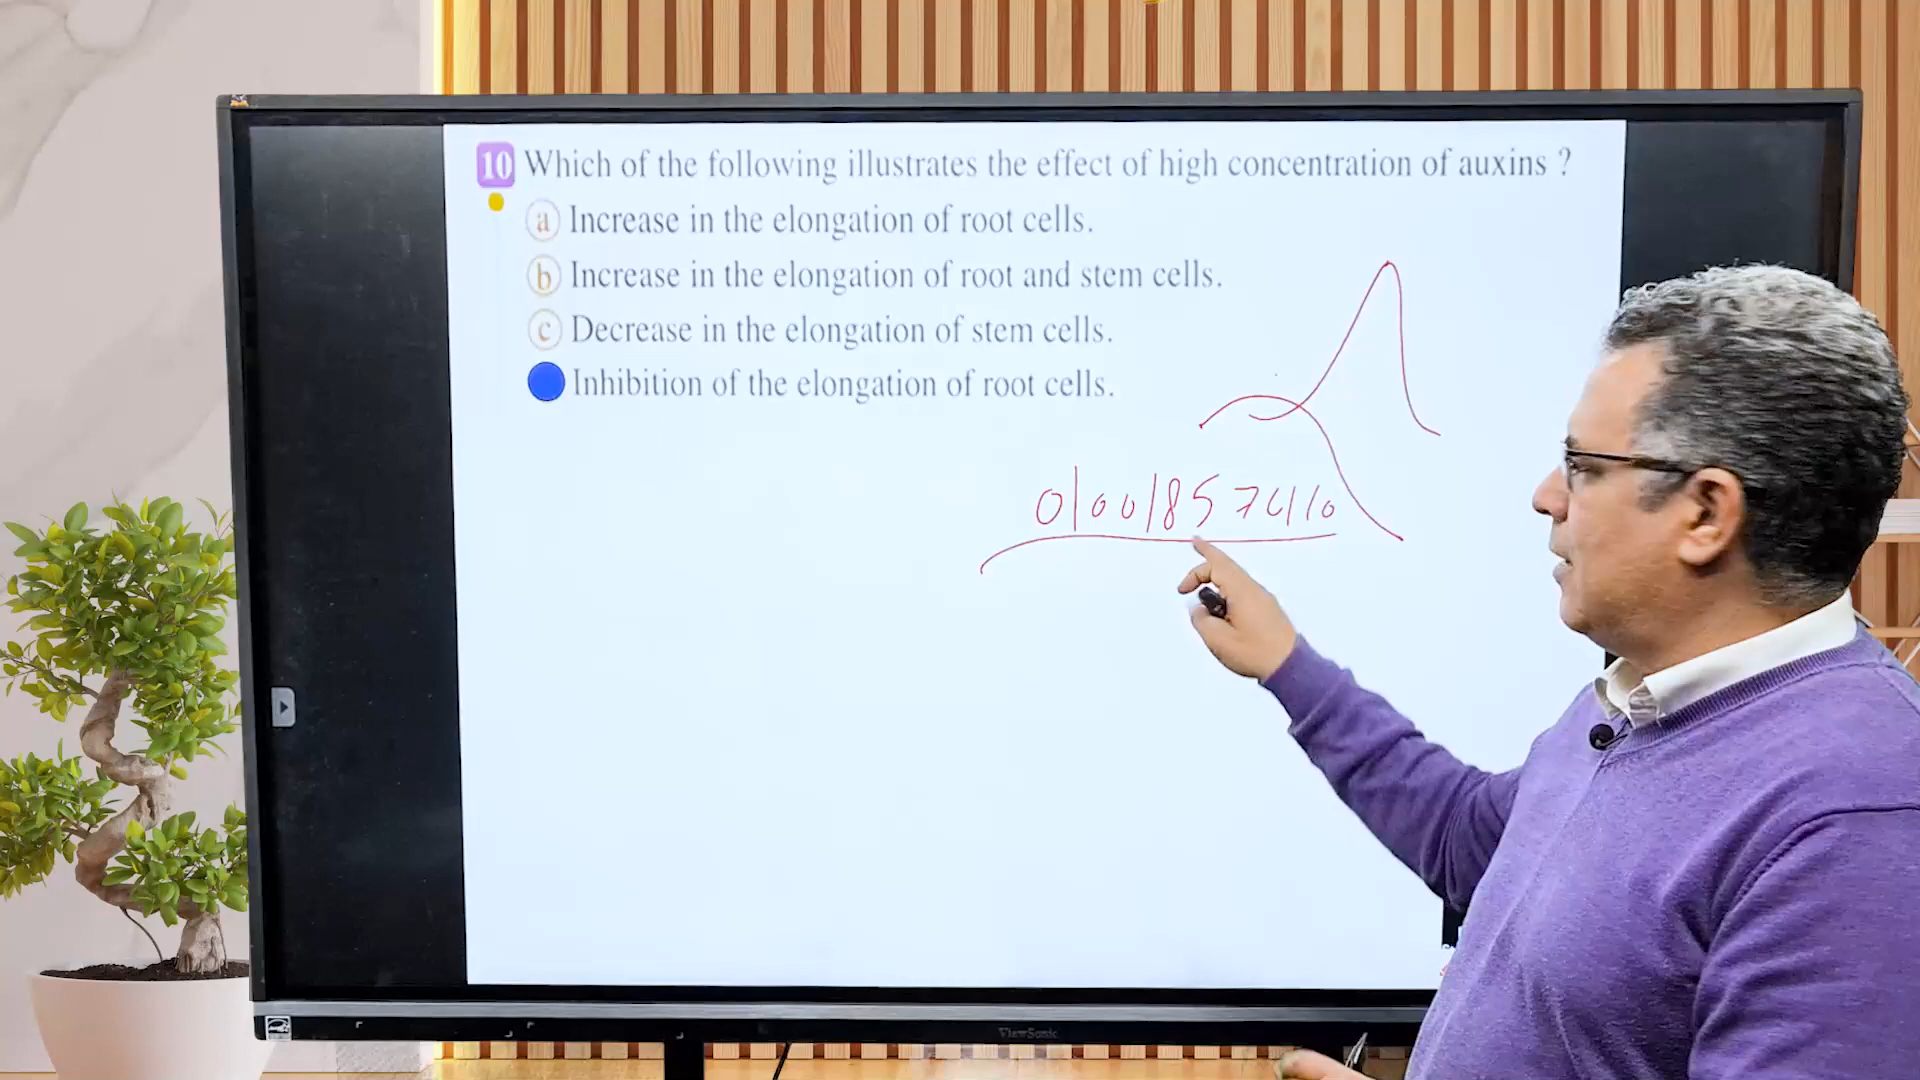 10 Which of the following illustrates the effect of high concentration of auxins ?
a Increase in the elongation of root cells.
b Increase in the elongation of root and stem cells.
c Decrease in the elongation of stem cells.
Inhibition of the elongation of root cells.
ViewSonic